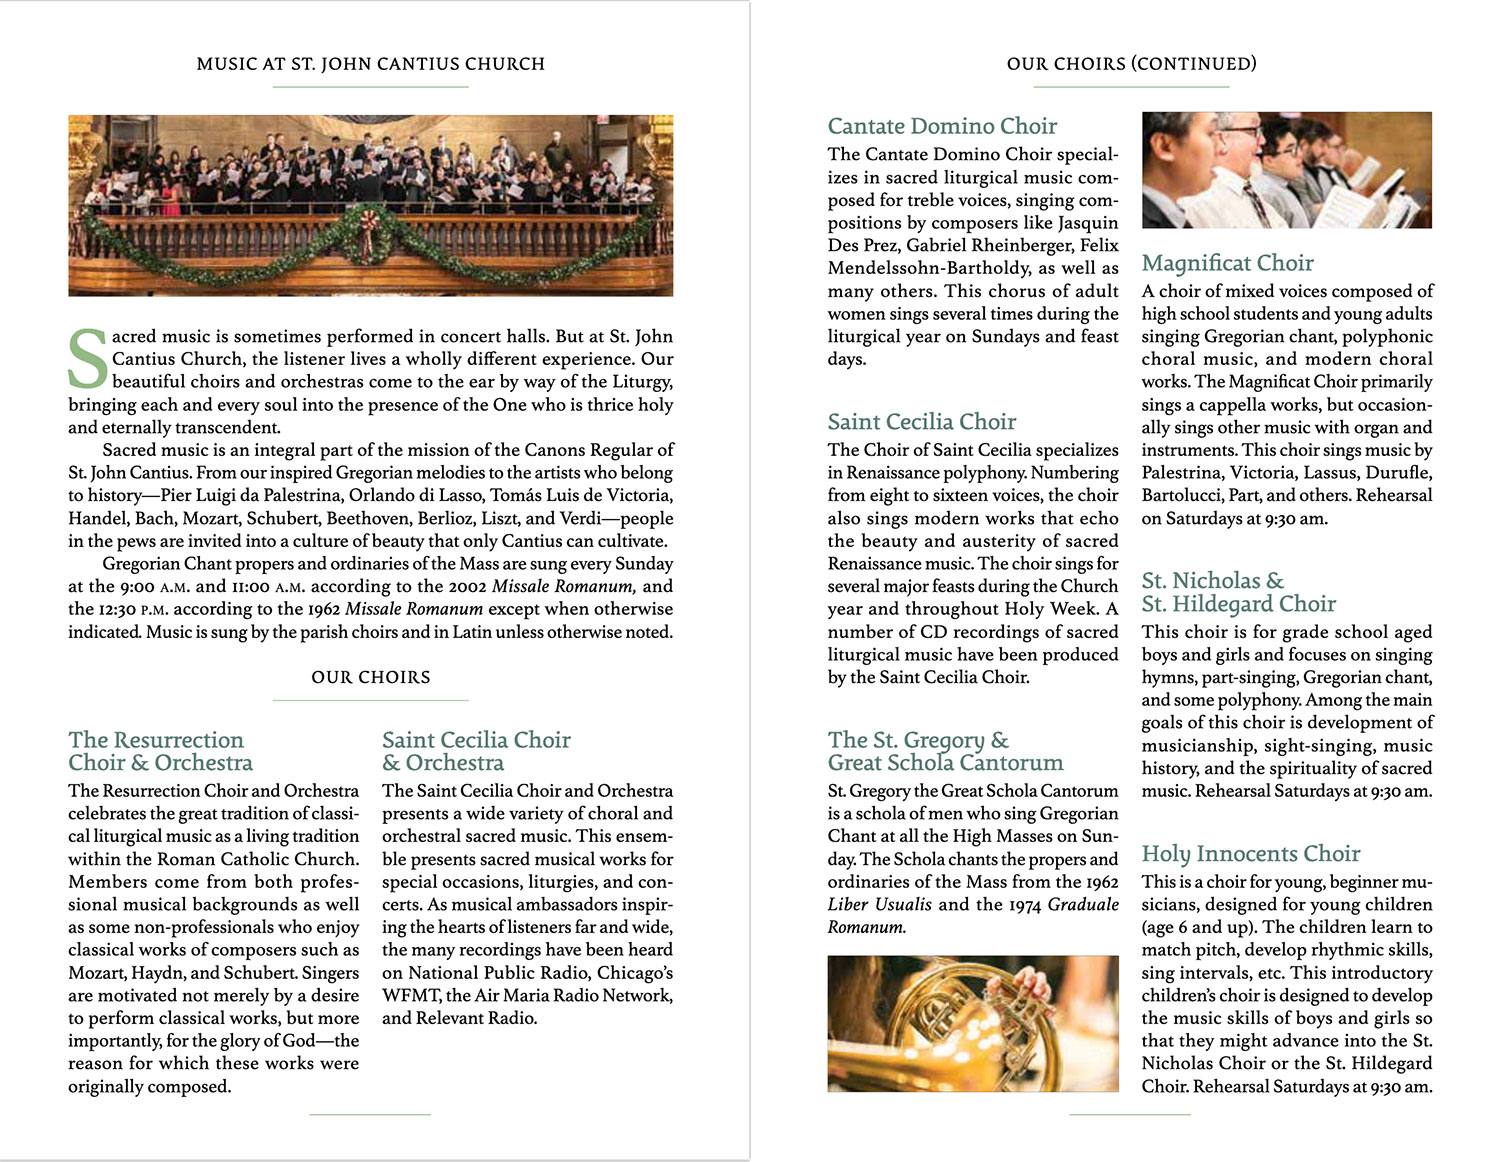 MUSIC AT ST. JOHN CANTIUS CHURCH
Sacred music is sometimes performed in concert halls. But at St. John
Cantius Church, the listener lives a wholly different experience. Our
beautiful choirs and orchestras come to the ear by way of the Liturgy,
bringing each and every soul into the presence of the One who is thrice holy
and eternally transcendent.
Sacred music is an integral part of the mission of the Canons Regular of
St. John Cantius. From our inspired Gregorian melodies to the artists who belong
to history—Pier Luigi da Palestrina, Orlando di Lasso, Tomás Luis de Victoria,
Handel, Bach, Mozart, Schubert, Beethoven, Berlioz, Liszt, and Verdi—people
in the pews are invited into a culture of beauty that only Cantius can cultivate.
Gregorian Chant propers and ordinaries of the Mass are sung every Sunday
at the 9:00 A.M. and 11:00 A.M. according to the 2002 Missale Romanum, and
the 12:30 P.M. according to the 1962 Missale Romanum except when otherwise
indicated. Music is sung by the parish choirs and in Latin unless otherwise noted.
OUR CHOIRS
The Resurrection
Choir & Orchestra
The Resurrection Choir and Orchestra
celebrates the great tradition of classi-
cal liturgical music as a living tradition
within the Roman Catholic Church.
Members come from both profes-
sional musical backgrounds as well
as some non-professionals who enjoy
classical works of composers such as
Mozart, Haydn, and Schubert. Singers
are motivated not merely by a desire
to perform classical works, but more
importantly, for the glory of God—the
reason for which these works were
originally composed.
Saint Cecilia Choir
& Orchestra
The Saint Cecilia Choir and Orchestra
presents a wide variety of choral and
orchestral sacred music. This ensem-
ble presents sacred musical works for
special occasions, liturgies, and con-
certs. As musical ambassadors inspir-
ing the hearts of listeners far and wide,
the many recordings have been heard
on National Public Radio, Chicago's
WFMT, the Air Maria Radio Network,
and Relevant Radio.
OUR CHOIRS (CONTINUED)
Cantate Domino Choir
The Cantate Domino Choir special-
izes in sacred liturgical music com-
posed for treble voices, singing com-
positions by composers like Jasquin
Des Prez, Gabriel Rheinberger, Felix
Mendelssohn-Bartholdy, as well as
many others. This chorus of adult
women sings several times during the
liturgical year on Sundays and feast
days.
Saint Cecilia Choir
The Choir of Saint Cecilia specializes
in Renaissance polyphony. Numbering
from eight to sixteen voices, the choir
also sings modern works that echo
the beauty and austerity of sacred
Renaissance music. The choir sings for
several major feasts during the Church
year and throughout Holy Week. A
number of CD recordings of sacred
liturgical music have been produced
by the Saint Cecilia Choir.
The St. Gregory &
Great Schola Cantorum
St. Gregory the Great Schola Cantorum
is a schola of men who sing Gregorian
Chant at all the High Masses on Sun-
day. The Schola chants the propers and
ordinaries of the Mass from the 1962
Liber Usualis and the 1974 Graduale
Romanum.
Magnificat Choir
A choir of mixed voices composed of
high school students and young adults
singing Gregorian chant, polyphonic
choral music, and modern choral
works. The Magnificat Choir primarily
sings a cappella works, but occasion-
ally sings other music with organ and
instruments. This choir sings music by
Palestrina, Victoria, Lassus, Durufle,
Bartolucci, Part, and others. Rehearsal
on Saturdays at 9:30 am.
St. Nicholas &
St. Hildegard Choir
This choir is for grade school aged
boys and girls and focuses on singing
hymns, part-singing, Gregorian chant,
and some polyphony. Among the main
goals of this choir is development of
musicianship, sight-singing, music
history, and the spirituality of sacred
music. Rehearsal Saturdays at 9:30 am.
Holy Innocents Choir
This is a choir for young, beginner mu-
sicians, designed for young children
(age 6 and up). The children learn to
match pitch, develop rhythmic skills,
sing intervals, etc. This introductory
children's choir is designed to develop
the music skills of boys and girls so
that they might advance into the St.
Nicholas Choir or the St. Hildegard
Choir. Rehearsal Saturdays at 9:30 am.